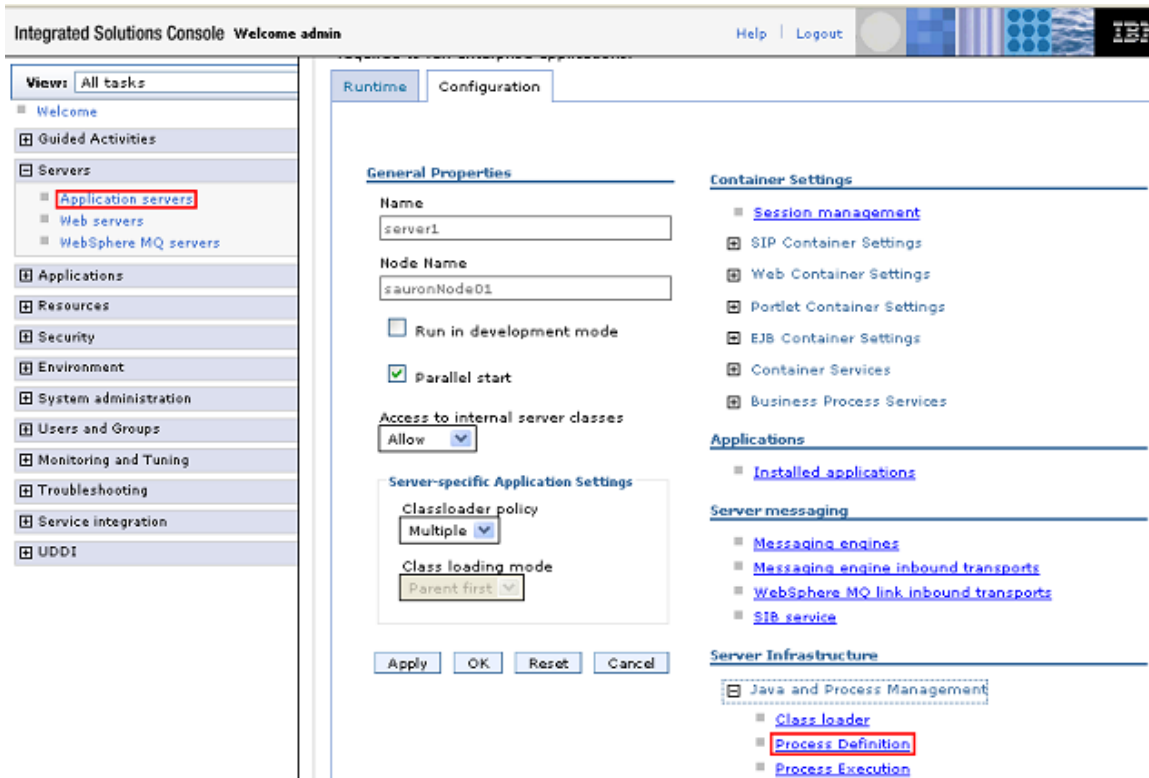 Integrated Solutions Console Welcome admin
Help Logout
IBM
View: All tasks
Welcome
Guided Activities
Servers
Application servers
Web servers
WebSphere MQ servers
Applications
Resources
Security
Environment
System administration
Users and Groups
Monitoring and Tuning
Troubleshooting
Service integration
UDDI
required to run enterprise applications.
Runtime
Configuration
General Properties
Name
server1
Node Name
sauronNode01
Run in development mode
Parallel start
Access to internal server classes
Allow
Server-specific Application Settings
Classloader policy
Multiple
Class loading mode
Parent first
Apply OK Reset Cancel
Container Settings
Session management
SIP Container Settings
Web Container Settings
Portlet Container Settings
EJB Container Settings
Container Services
Business Process Services
Applications
Installed applications
Server messaging
Messaging engines
Messaging engine inbound transports
WebSphere MQ link inbound transports
SIB service
Server Infrastructure
Java and Process Management
Class loader
Process Definition
Process Execution